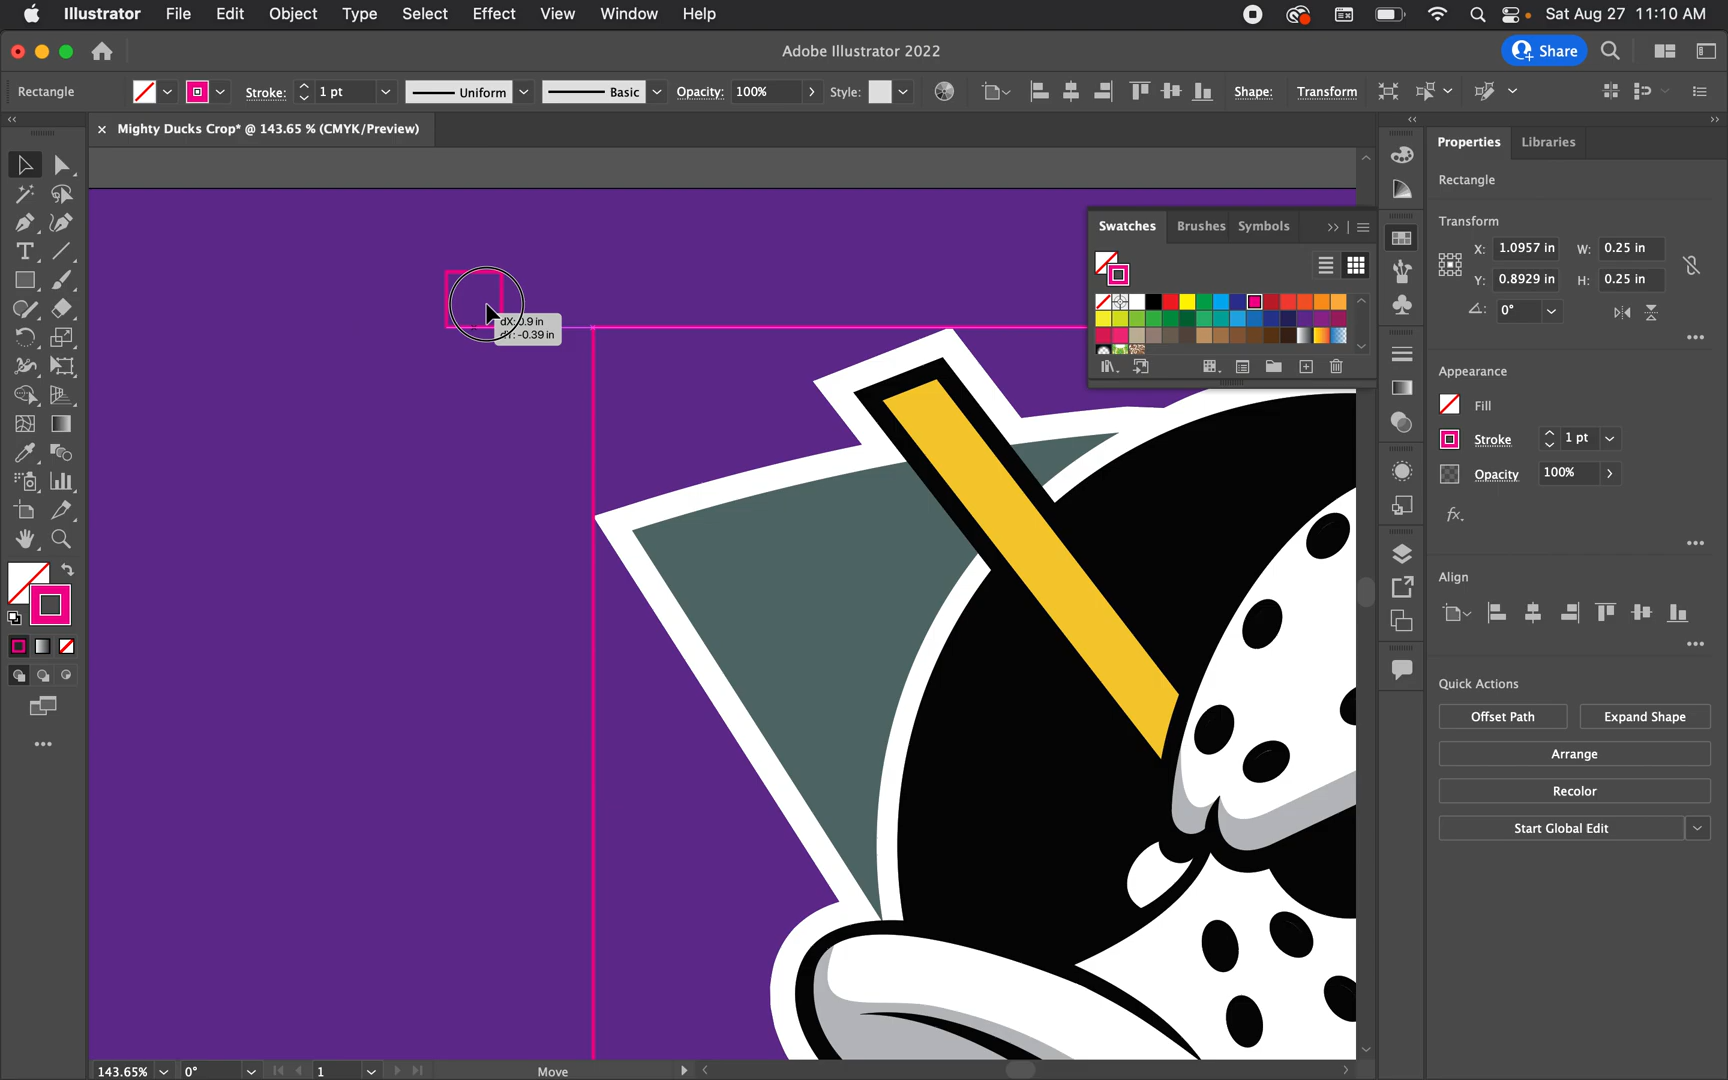 Illustrator File Edit Object Type Select Effect View Window Help Sat Aug 27 11:10 AM
Adobe Illustrator 2022
Share
Rectangle Stroke: 1 pt Uniform Basic Opacity: 100% Style: Shape: Transform
Mighty Ducks Crop* @ 143.65 % (CMYK/Preview)
Properties Libraries
Rectangle
Transform
X: 1.0957 in W: 0.25 in
Y: 0.8929 in H: 0.25 in
0°
Swatches Brushes Symbols
dX: 0.9 in
dY: -0.39 in
Appearance
Fill
Stroke 1 pt
Opacity 100%
fx.
Align
Quick Actions
Offset Path Expand Shape
Arrange
Recolor
Start Global Edit
143.65% 0° 1 Move